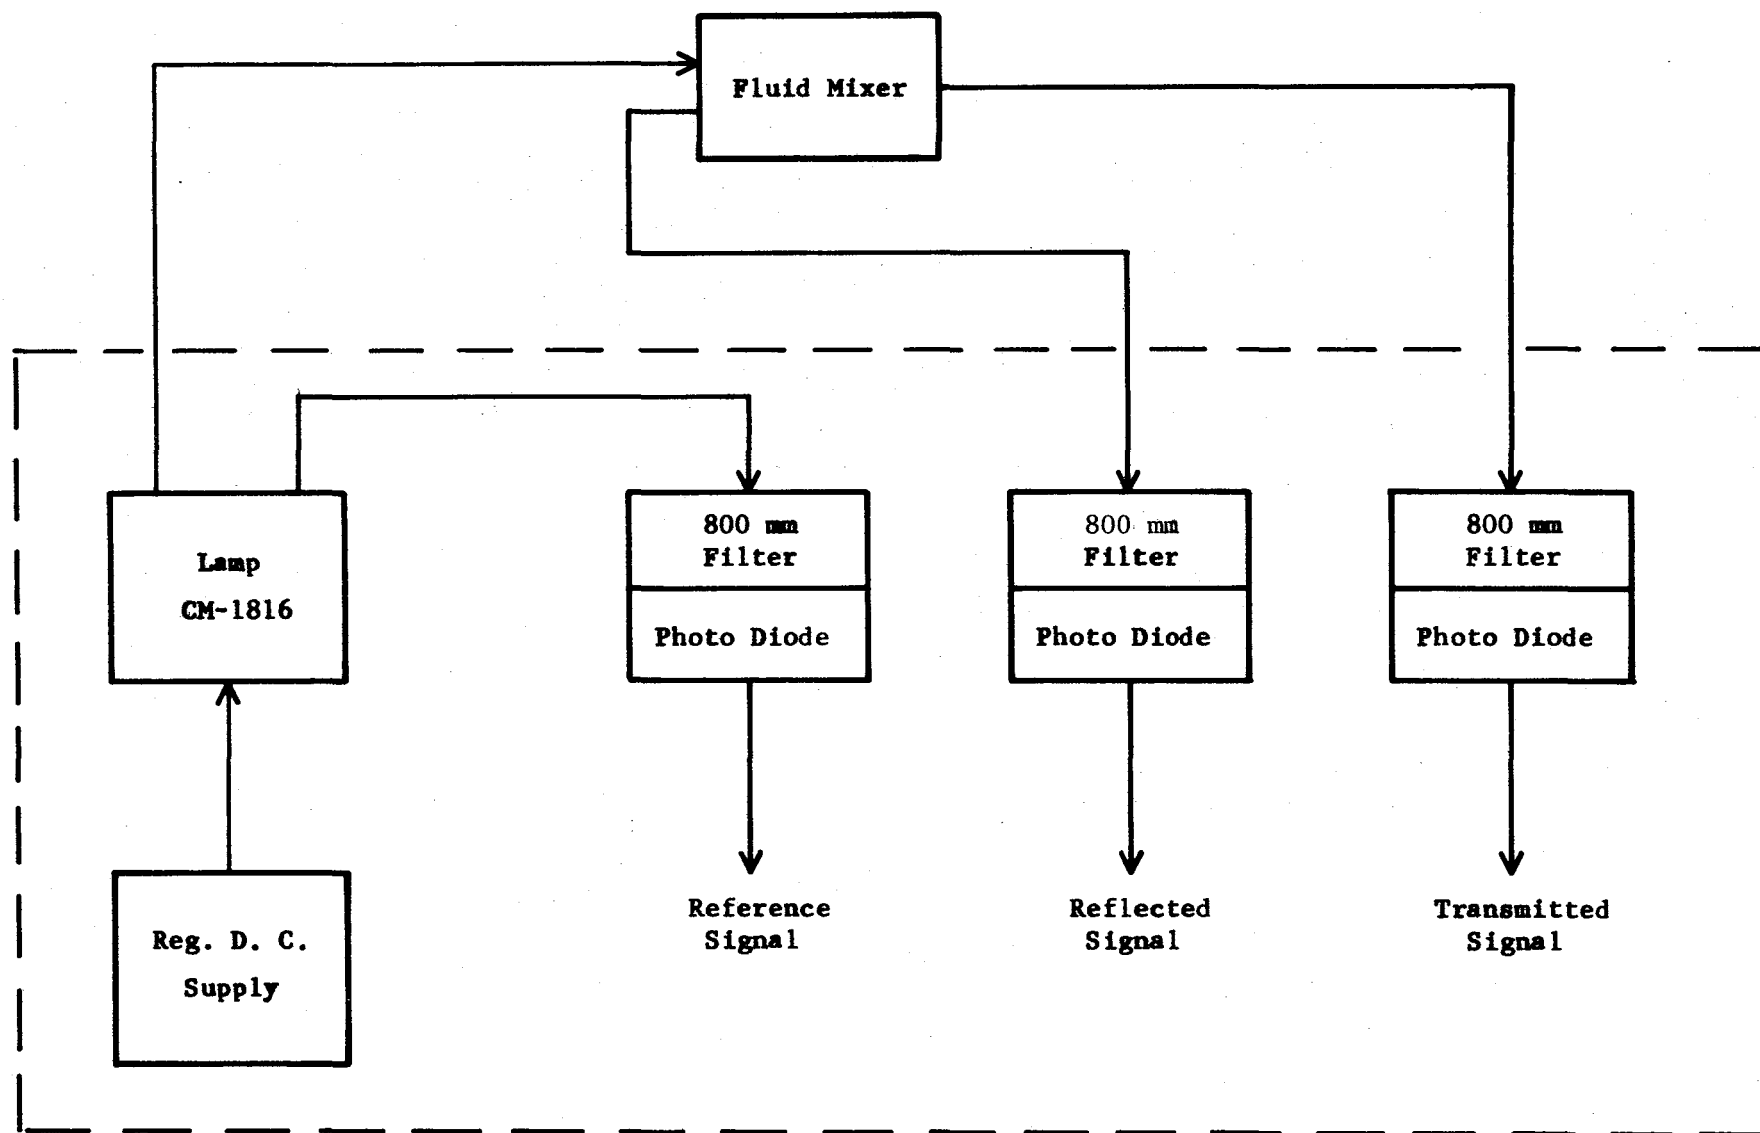 Fluid Mixer
800 mm
Filter
800 mm
Filter
800 mm
Filter
Lamp
CM-1816
Photo Diode
Photo Diode
Photo Diode
Reg. D. C.
Supply
Reference
Signal
Reflected
Signal
Transmitted
Signal